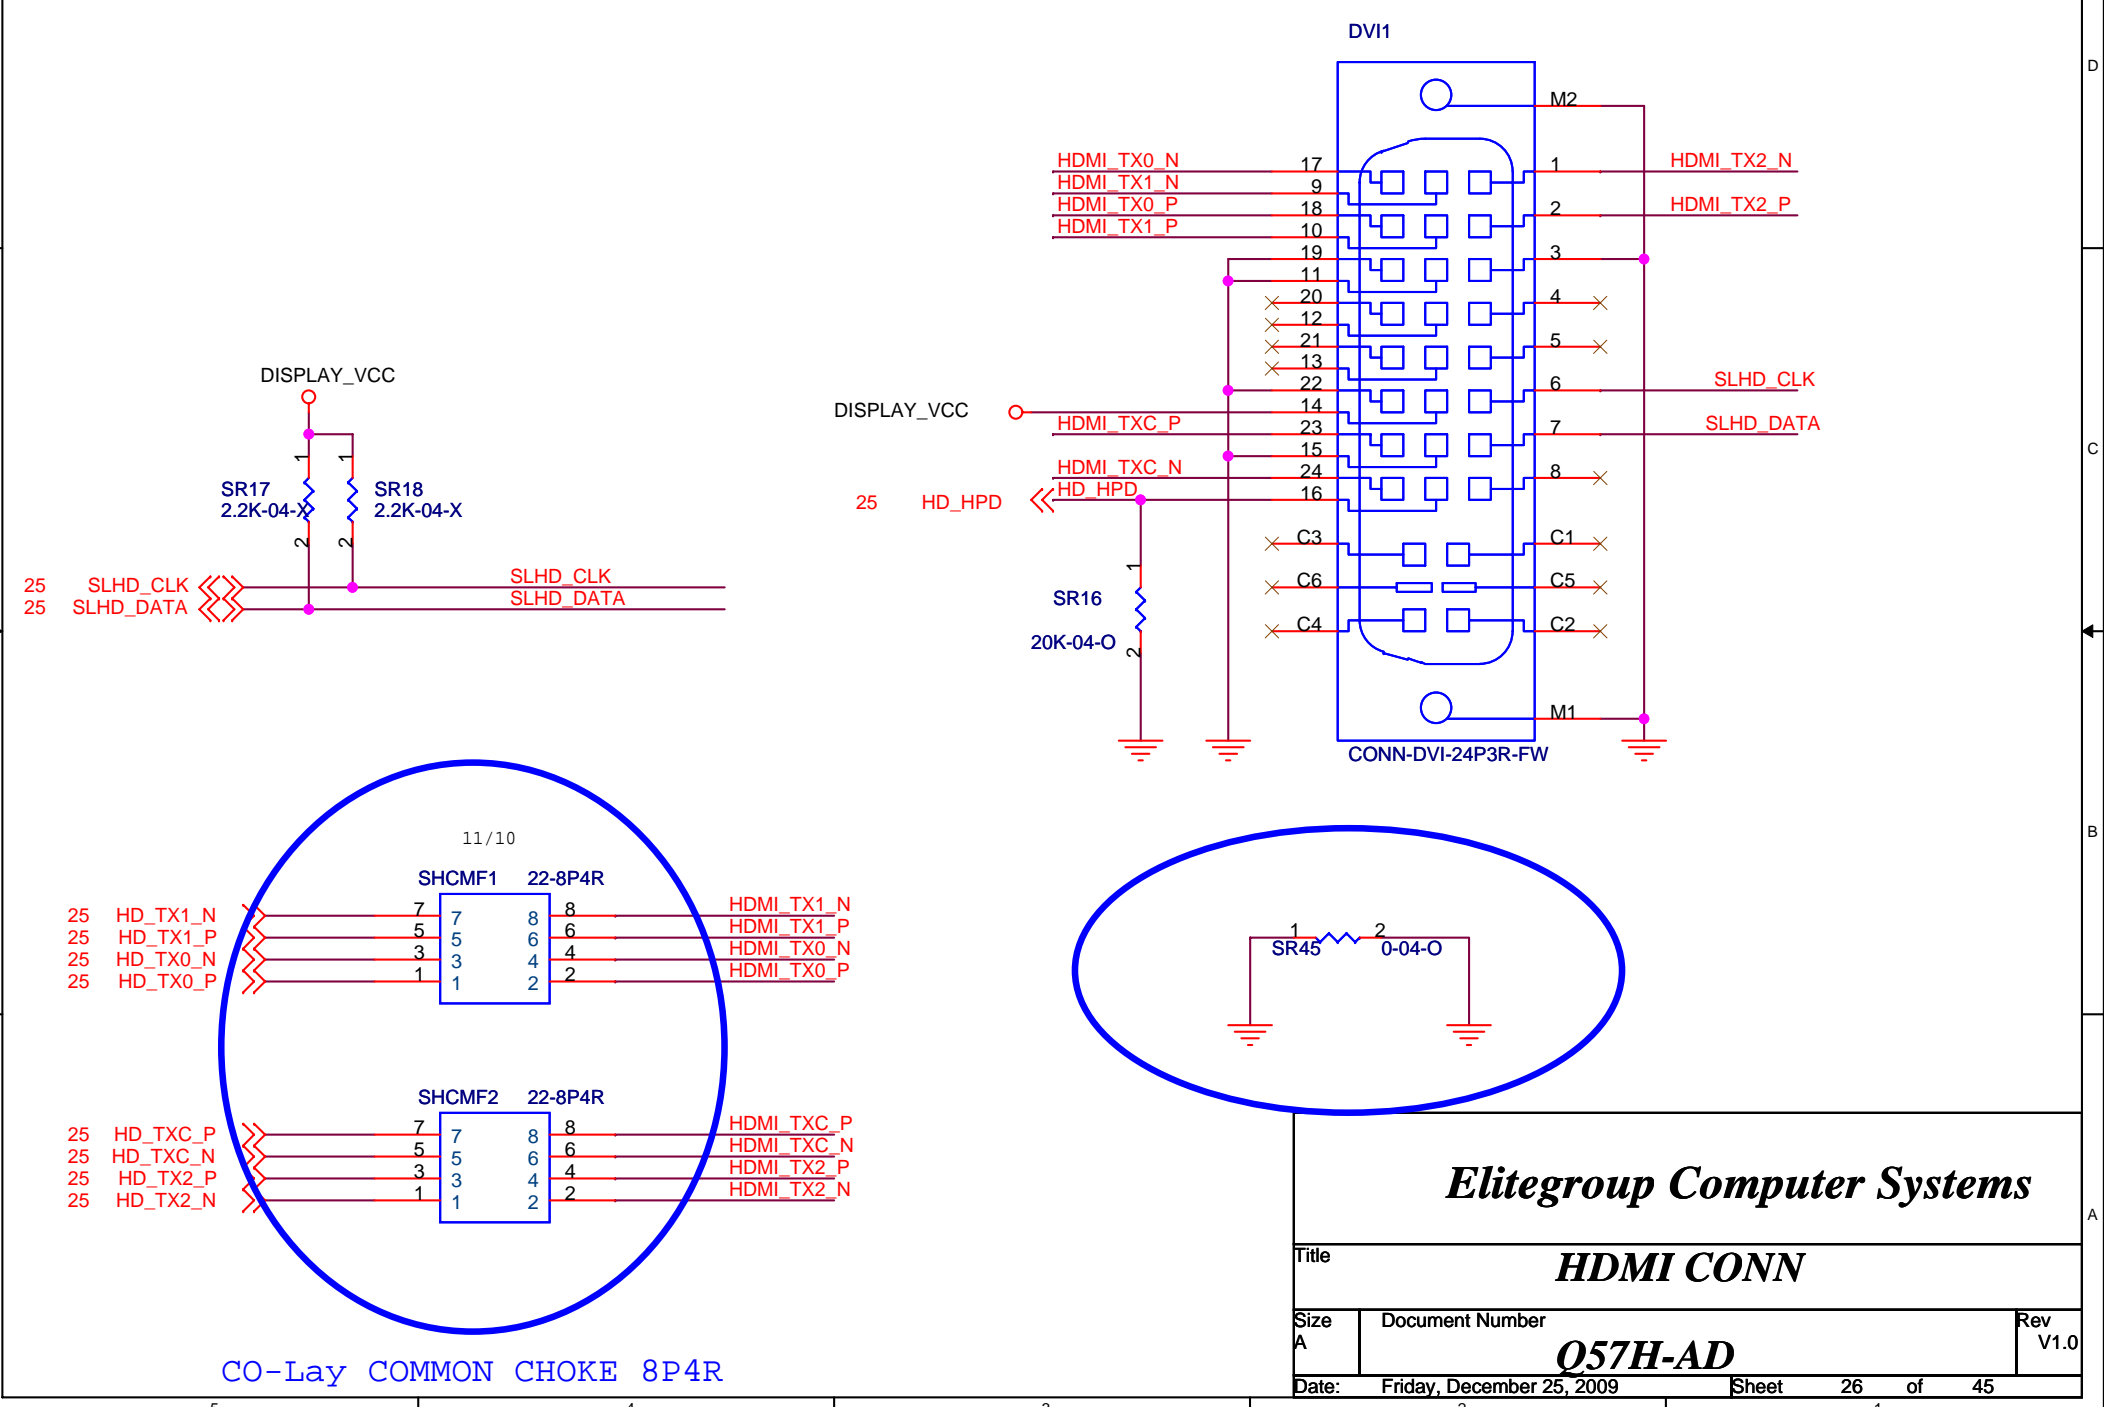 DVI1
D
M2
HDMI_TX0_N 17 1 HDMI_TX2_N
HDMI_TX1_N 9
HDMI_TX0_P 18 2 HDMI_TX2_P
HDMI_TX1_P 10
19 3
11
20 4
12
21 5
13
22 6 SLHD_CLK
DISPLAY_VCC 14
HDMI_TXC_P 23 7 SLHD_DATA
15
HDMI_TXC_N 24 8
25 HD_HPD HD_HPD 16
C3 C1
C6 C5
C4 C2
M1
CONN-DVI-24P3R-FW
1
SR16
20K-04-O
2
C
DISPLAY_VCC
1 1
SR17 SR18
2.2K-04-X 2.2K-04-X
2 2
25 SLHD_CLK SLHD_CLK
25 SLHD_DATA SLHD_DATA
B
11/10
SHCMF1 22-8P4R
25 HD_TX1_N 7 7 8 8 HDMI_TX1_N
25 HD_TX1_P 5 5 6 6 HDMI_TX1_P
25 HD_TX0_N 3 3 4 4 HDMI_TX0_N
25 HD_TX0_P 1 1 2 2 HDMI_TX0_P
1 2
SR45 0-04-O
SHCMF2 22-8P4R
25 HD_TXC_P 7 7 8 8 HDMI_TXC_P
25 HD_TXC_N 5 5 6 6 HDMI_TXC_N
25 HD_TX2_P 3 3 4 4 HDMI_TX2_P
25 HD_TX2_N 1 1 2 2 HDMI_TX2_N
CO-Lay COMMON CHOKE 8P4R
A
Elitegroup Computer Systems
Title HDMI CONN
Size Document Number Rev
A Q57H-AD V1.0
Date: Friday, December 25, 2009 Sheet 26 of 45